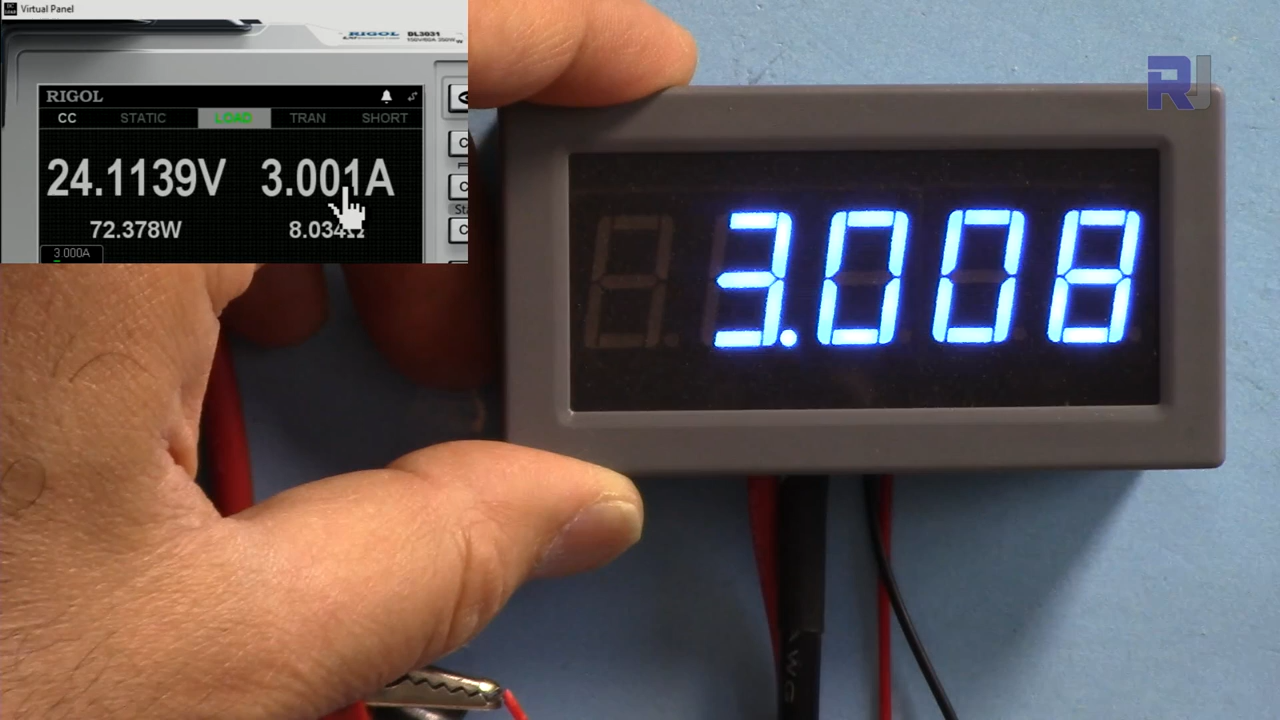 Virtual Panel
RIGOL DL3031
RIGOL
CC STATIC LOAD TRAN SHORT
24.1139V 3.001A
72.378W
3.000A
3.008
RJ